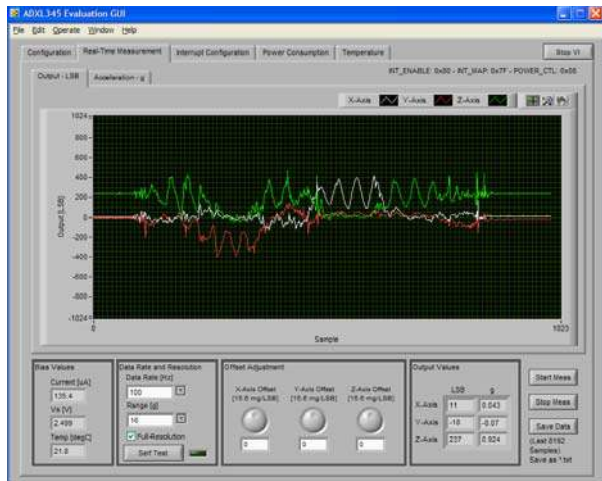 ADXL345 Evaluation GUI
File Edit Operate Window Help
Configuration Real-Time Measurement Interrupt Configuration Power Consumption Temperature Stop VI
Output - LSB Acceleration - g INT_ENABLE: 0x80 - INT_MAP: 0x7F - POWER_CTL: 0x08
X-Axis Y-Axis Z-Axis
1024
800
600
400
200
0
-200
-400
-600
-800
-1024
Output [LSB]
0 1023
Sample
Bias Values
Current [uA]
135.4
Vs [V]
2.499
Temp [degC]
21.8
Data Rate and Resolution
Data Rate [Hz]
100
Range [g]
16
Full-Resolution
Self Test
Offset Adjustment
X-Axis Offset Y-Axis Offset Z-Axis Offset
[15.6 mg/LSB] [15.6 mg/LSB] [15.6 mg/LSB]
0 0 0
Output Values
LSB g
X-Axis 11 0.043
Y-Axis -18 -0.07
Z-Axis 237 0.924
Start Meas
Stop Meas
Save Data
(Last 8192
Samples)
Save as *.txt